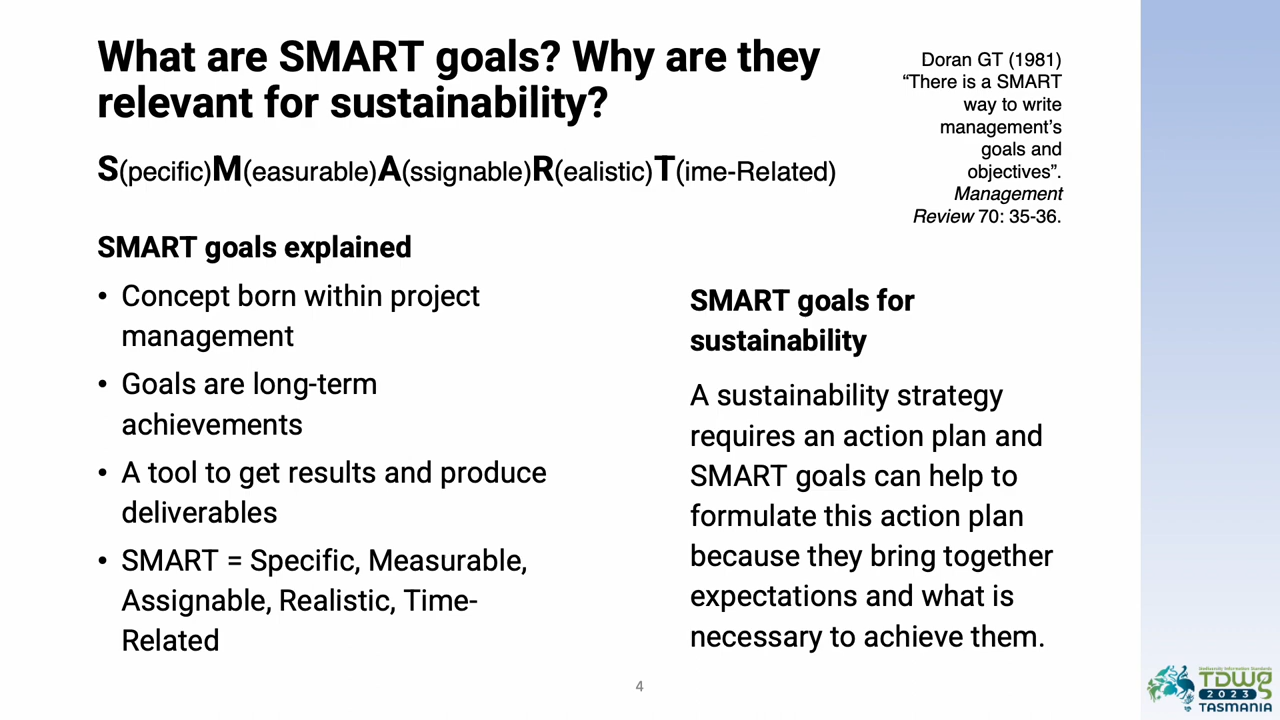 What are SMART goals? Why are they
relevant for sustainability?
Doran GT (1981)
“There is a SMART
way to write
management’s
goals and
objectives”.
Management
Review 70: 35-36.
S(pecific)M(easurable)A(ssignable)R(ealistic)T(ime-Related)
SMART goals explained
• Concept born within project
management
• Goals are long-term
achievements
• A tool to get results and produce
deliverables
• SMART = Specific, Measurable,
Assignable, Realistic, Time-
Related
SMART goals for
sustainability
A sustainability strategy
requires an action plan and
SMART goals can help to
formulate this action plan
because they bring together
expectations and what is
necessary to achieve them.
4
Biodiversity Information Standards
TDWG
2023
TASMANIA